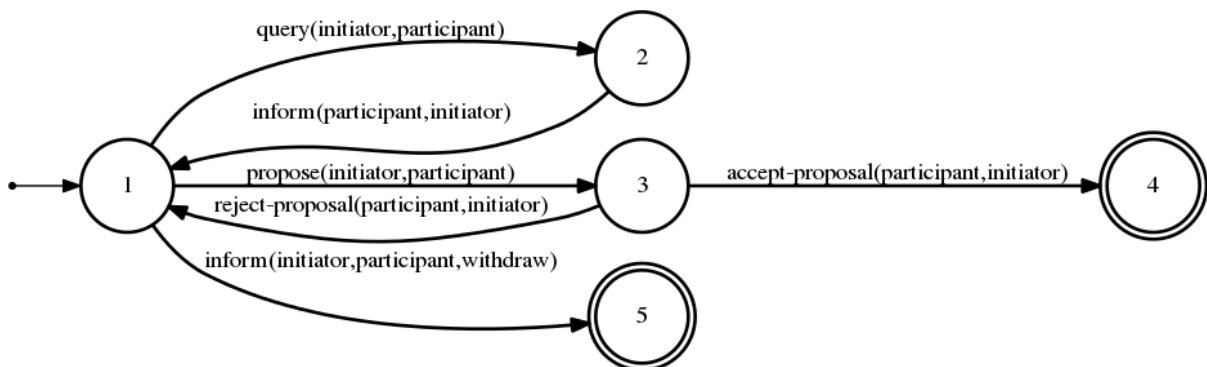 query(initiator,participant)
2
inform(participant,initiator)
1
propose(initiator,participant)
3
accept-proposal(participant,initiator)
4
reject-proposal(participant,initiator)
inform(initiator,participant,withdraw)
5